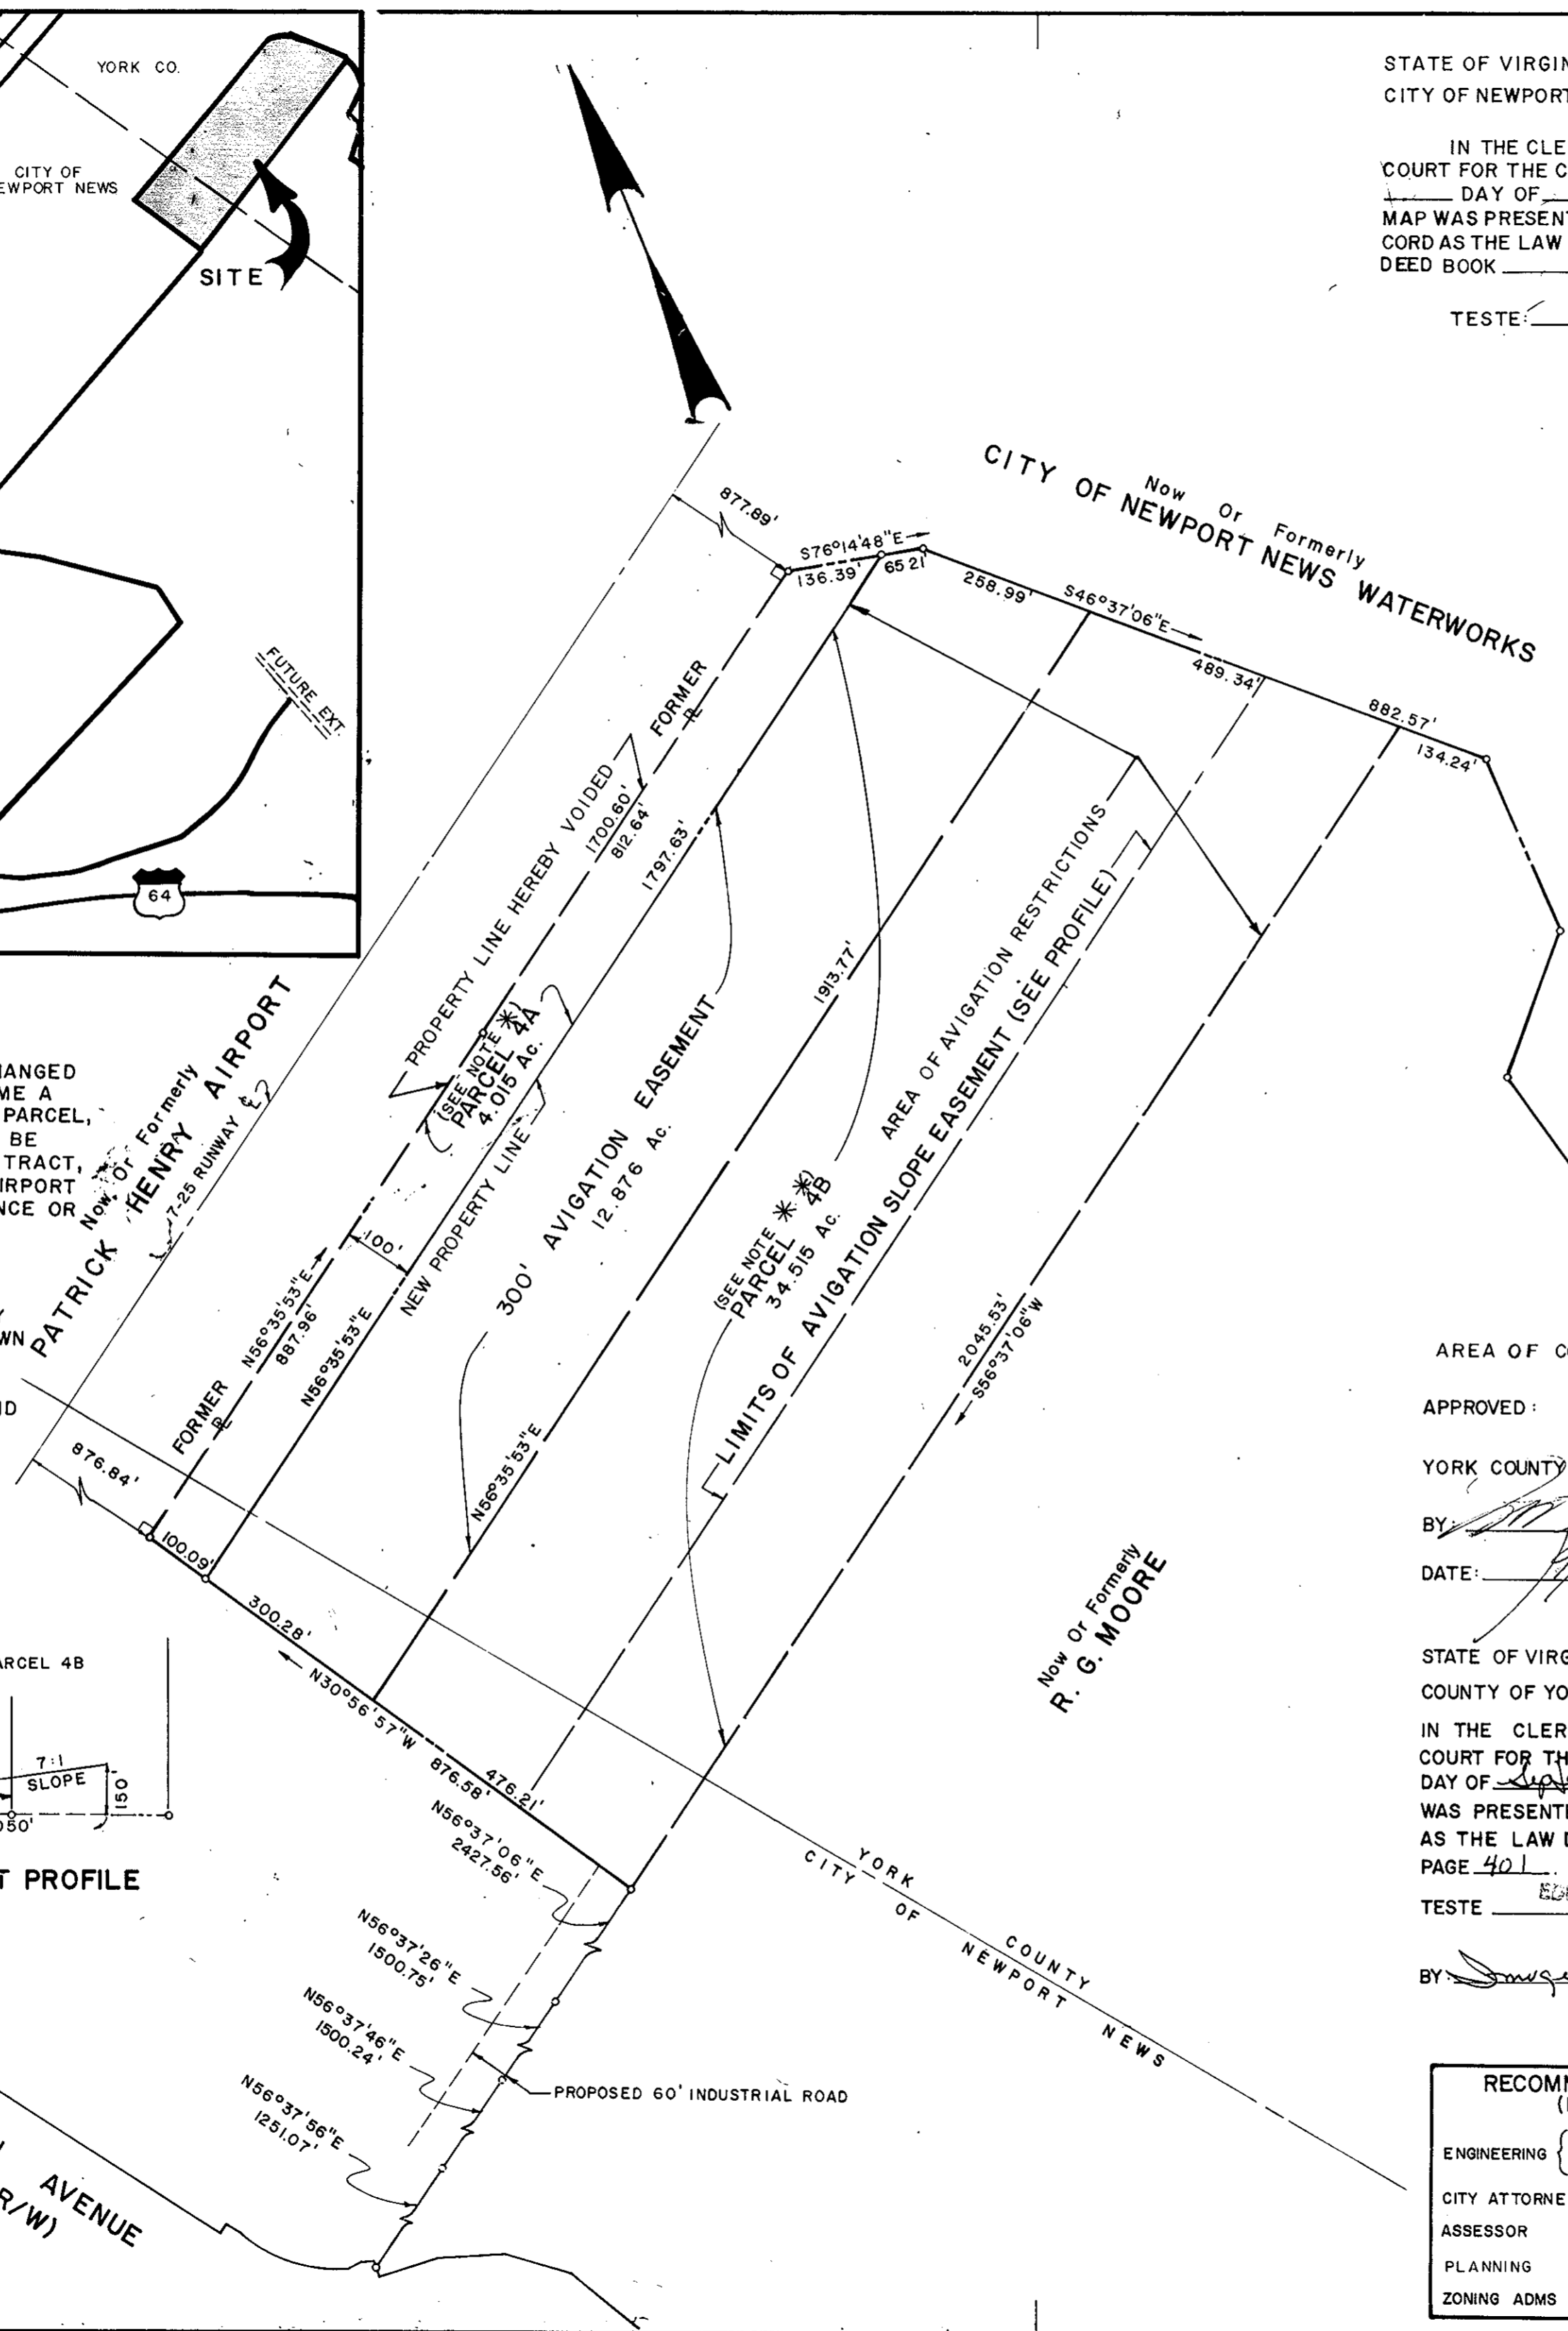 YORK CO.
CITY OF
EWPORT NEWS
SITE
FUTURE EXT.
64
STATE OF VIRGIN
CITY OF NEWPORT
IN THE CLE
COURT FOR THE C
DAY OF
MAP WAS PRESENT
CORD AS THE LAW
DEED BOOK
TESTE:
CITY OF NEWPORT NEWS WATERWORKS
Now Or Formerly
877.89'
S76°14'48"E
136.39'
65.21'
258.99'
S46°37'06"E
489.34'
882.57'
134.24'
FORMER
PL
PROPERTY LINE HEREBY VOIDED
1700.60'
812.64'
1797.63'
1913.77'
AREA OF AVIGATION RESTRICTIONS
LIMITS OF AVIGATION SLOPE EASEMENT (SEE PROFILE)
(SEE NOTE *)
PARCEL 4A
4.015 Ac.
NEW PROPERTY LINE
100'
300' AVIGATION EASEMENT
12.876 Ac.
(SEE NOTE **)
PARCEL 4B
34.515 Ac.
Now Or Formerly
PATRICK HENRY AIRPORT
7-25 RUNWAY ℄
HANGED
ME A
PARCEL,
BE
TRACT,
IRPORT
NCE OR
WN
ID
N56°35'53"E
887.96'
N56°35'53"E
FORMER
PL
N56°35'53"E
2045.53'
S56°37'06"W
876.84'
100.09'
300.28'
N30°56'57"W
876.58'
476.21'
Now Or Formerly
R. G. MOORE
ARCEL 4B
7:1
SLOPE
150'
050'
T PROFILE
N56°37'06"E
2427.56'
N56°37'26"E
1500.75'
N56°37'46"E
1500.24'
N56°37'56"E
1251.07'
PROPOSED 60' INDUSTRIAL ROAD
YORK COUNTY
CITY OF NEWPORT NEWS
AVENUE
R/W)
AREA OF C
APPROVED:
YORK COUNTY
BY:
DATE:
STATE OF VIRG
COUNTY OF YO
IN THE CLER
COURT FOR TH
DAY OF
WAS PRESENT
AS THE LAW
PAGE 401
TESTE
BY:
RECOM
ENGINEERING
CITY ATTORNE
ASSESSOR
PLANNING
ZONING ADMS